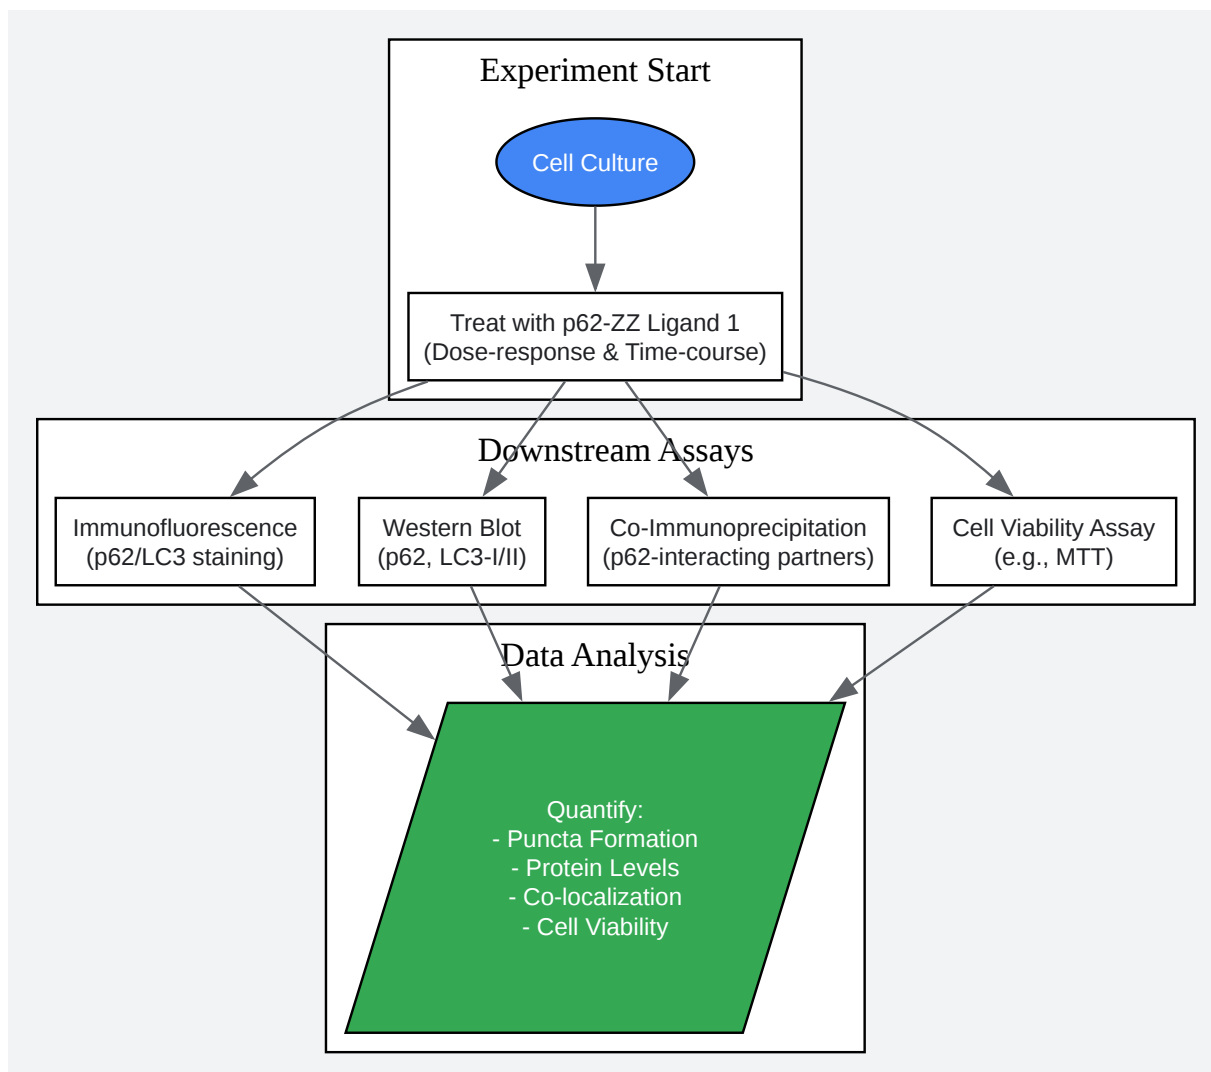 Experiment Start
Cell Culture
Treat with p62-ZZ Ligand 1
(Dose-response & Time-course)
Downstream Assays
Immunofluorescence
(p62/LC3 staining)
Western Blot
(p62, LC3-I/II)
Co-Immunoprecipitation
(p62-interacting partners)
Cell Viability Assay
(e.g., MTT)
Data Analysis
Quantify:
- Puncta Formation
- Protein Levels
- Co-localization
- Cell Viability